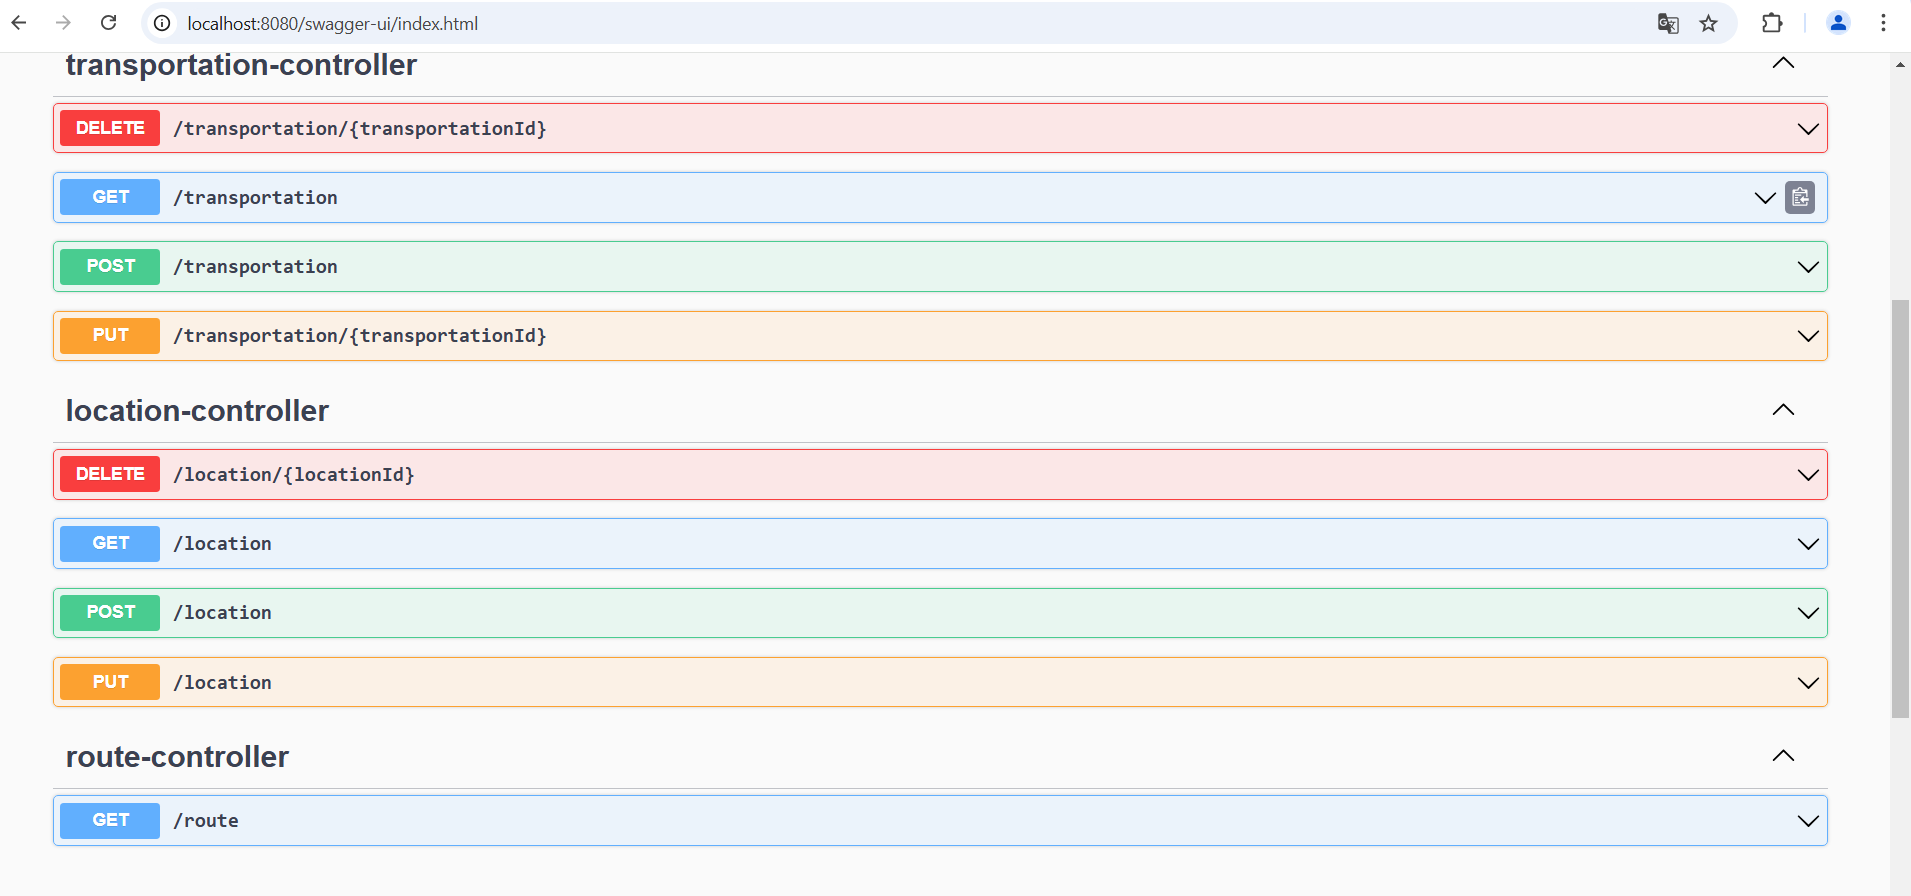 localhost:8080/swagger-ui/index.html
transportation-controller
DELETE /transportation/{transportationId}
GET /transportation
POST /transportation
PUT /transportation/{transportationId}
location-controller
DELETE /location/{locationId}
GET /location
POST /location
PUT /location
route-controller
GET /route